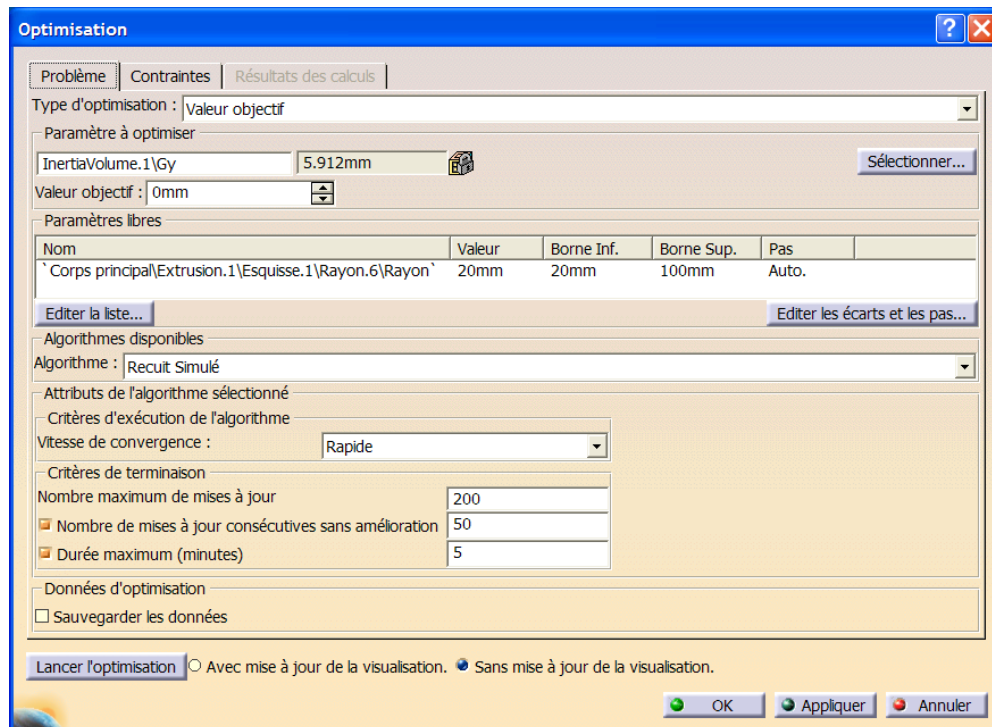 Optimisation
Problème Contraintes Résultats des calculs
Type d'optimisation : Valeur objectif
Paramètre à optimiser
InertiaVolume.1\Gy 5.912mm Sélectionner...
Valeur objectif : 0mm
Paramètres libres
Nom Valeur Borne Inf. Borne Sup. Pas
`Corps principal\Extrusion.1\Esquisse.1\Rayon.6\Rayon` 20mm 20mm 100mm Auto.
Editer la liste... Editer les écarts et les pas...
Algorithmes disponibles
Algorithme : Recuit Simulé
Attributs de l'algorithme sélectionné
Critères d'exécution de l'algorithme
Vitesse de convergence : Rapide
Critères de terminaison
Nombre maximum de mises à jour 200
Nombre de mises à jour consécutives sans amélioration 50
Durée maximum (minutes) 5
Données d'optimisation
Sauvegarder les données
Lancer l'optimisation Avec mise à jour de la visualisation. Sans mise à jour de la visualisation.
OK Appliquer Annuler